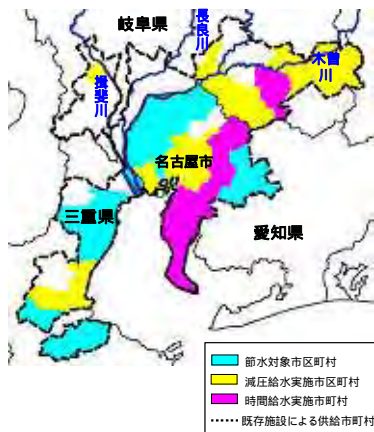 岐阜県
長良川
木曽川
揖斐川
名古屋市
三重県
愛知県
節水対象市区町村
減圧給水実施市区町村
時間給水実施市町村
既存施設による供給市町村